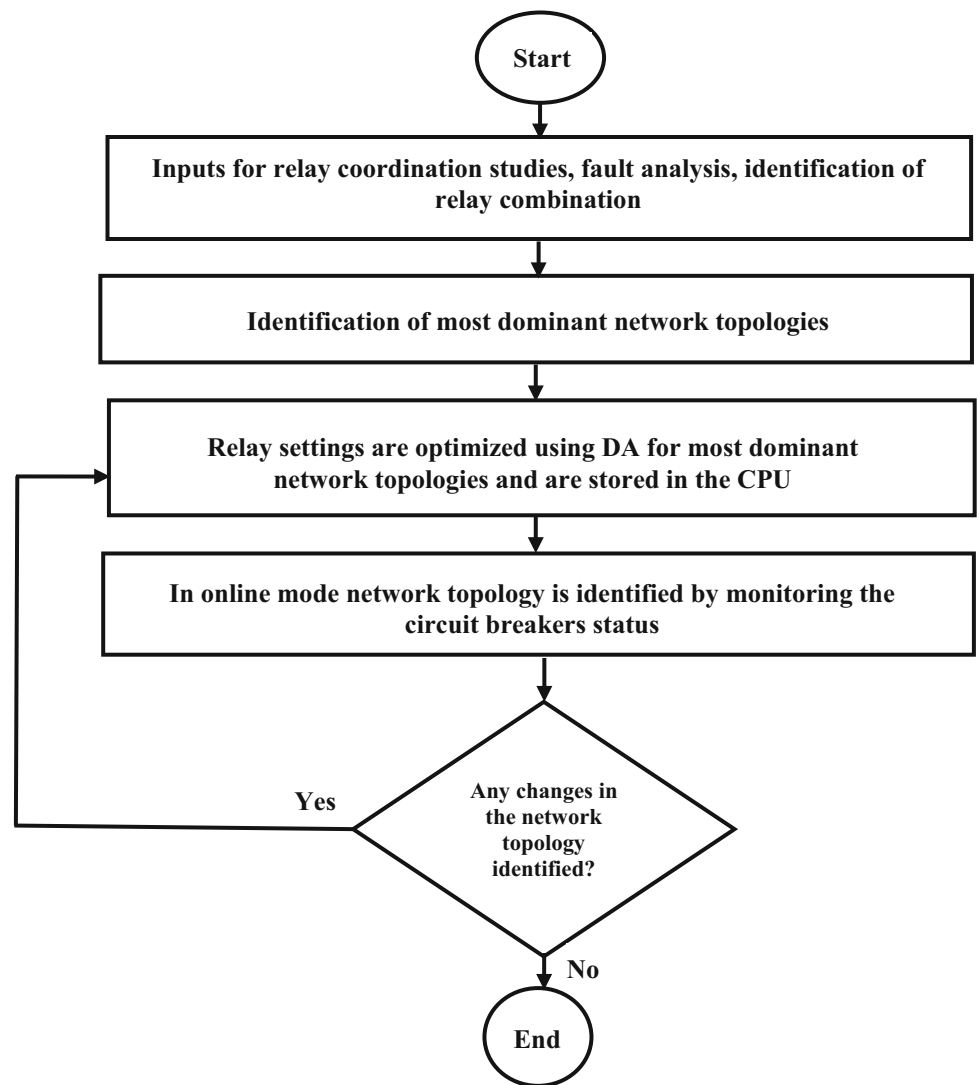 Start
Inputs for relay coordination studies, fault analysis, identification of
relay combination
Identification of most dominant network topologies
Relay settings are optimized using DA for most dominant
network topologies and are stored in the CPU
In online mode network topology is identified by monitoring the
circuit breakers status
Any changes in
the network
topology
identified?
Yes
No
End